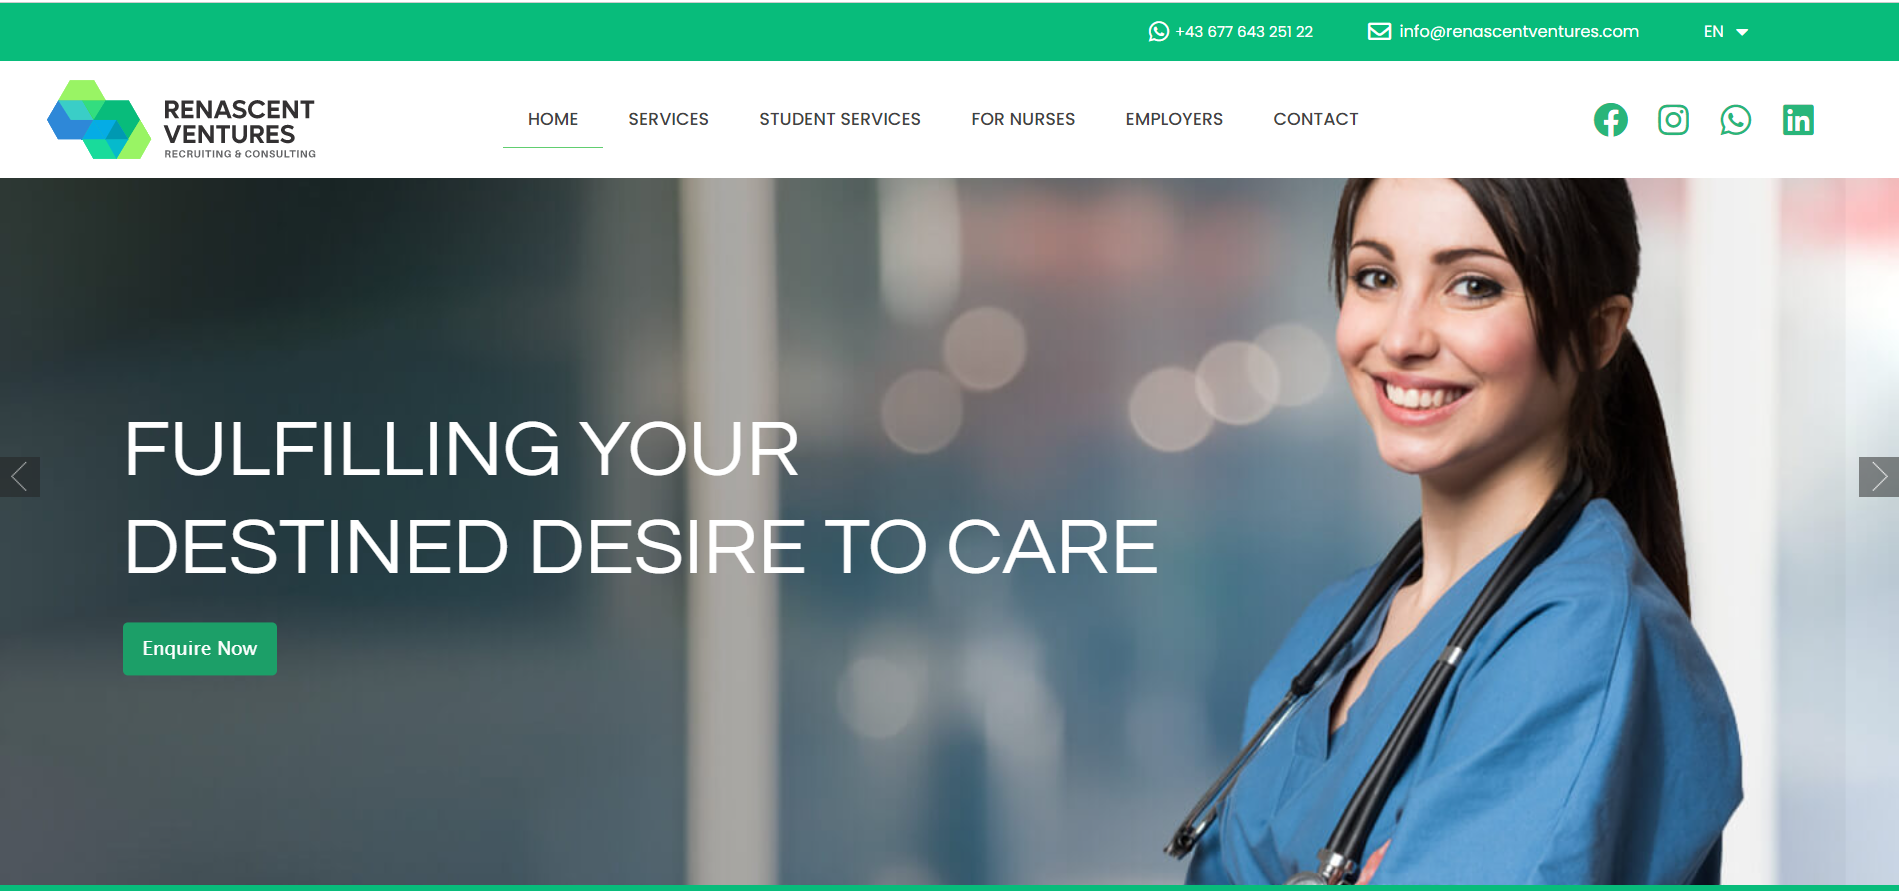 +43 677 643 251 22
info@renascentventures.com
EN
RENASCENT
VENTURES
RECRUITING & CONSULTING
HOME
SERVICES
STUDENT SERVICES
FOR NURSES
EMPLOYERS
CONTACT
FULFILLING YOUR
DESTINED DESIRE TO CARE
Enquire Now